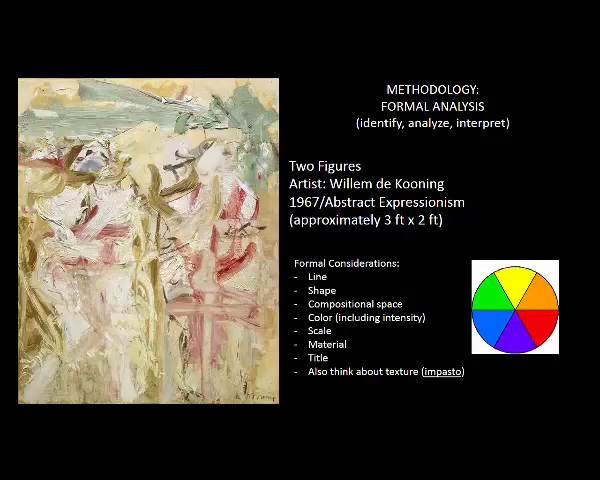 METHODOLOGY:
FORMAL ANALYSIS
(identify, analyze, interpret)
Two Figures
Artist: Willem de Kooning
1967/Abstract Expressionism
(approximately 3 ft x 2 ft)
Formal Considerations:
- Line
- Shape
- Compositional space
- Color (including intensity)
- Scale
- Material
- Title
- Also think about texture (impasto)